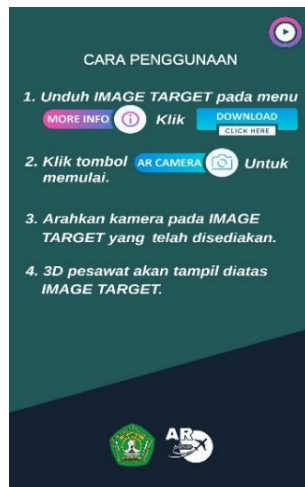 CARA PENGGUNAAN
1. Unduh IMAGE TARGET pada menu
MORE INFO Klik DOWNLOAD
CLICK HERE
2. Klik tombol AR CAMERA Untuk
memulai.
3. Arahkan kamera pada IMAGE
TARGET yang telah disediakan.
4. 3D pesawat akan tampil diatas
IMAGE TARGET.
AR